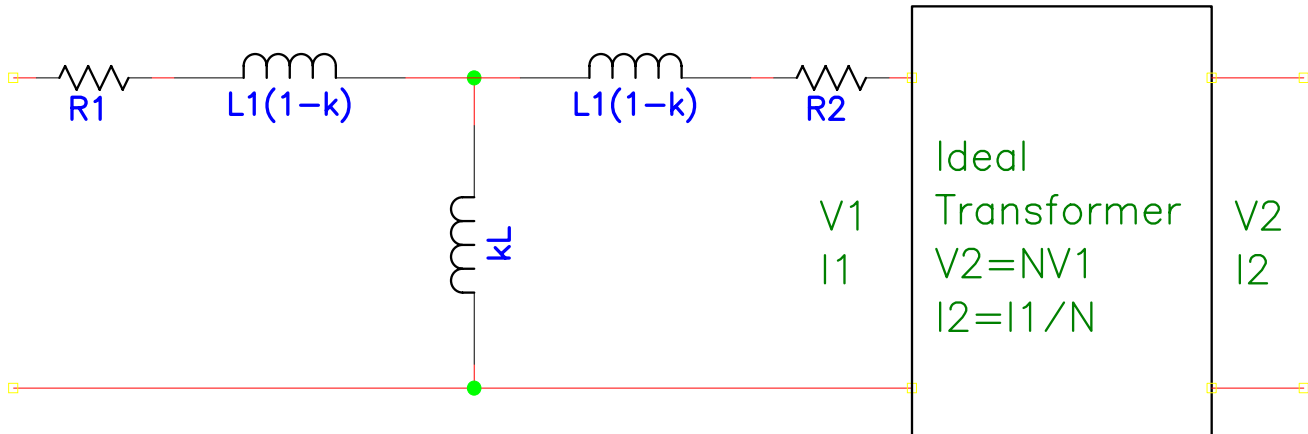 R1
L1(1-k)
L1(1-k)
R2
kL
V1
I1
Ideal
Transformer
V2=NV1
I2=I1/N
V2
I2